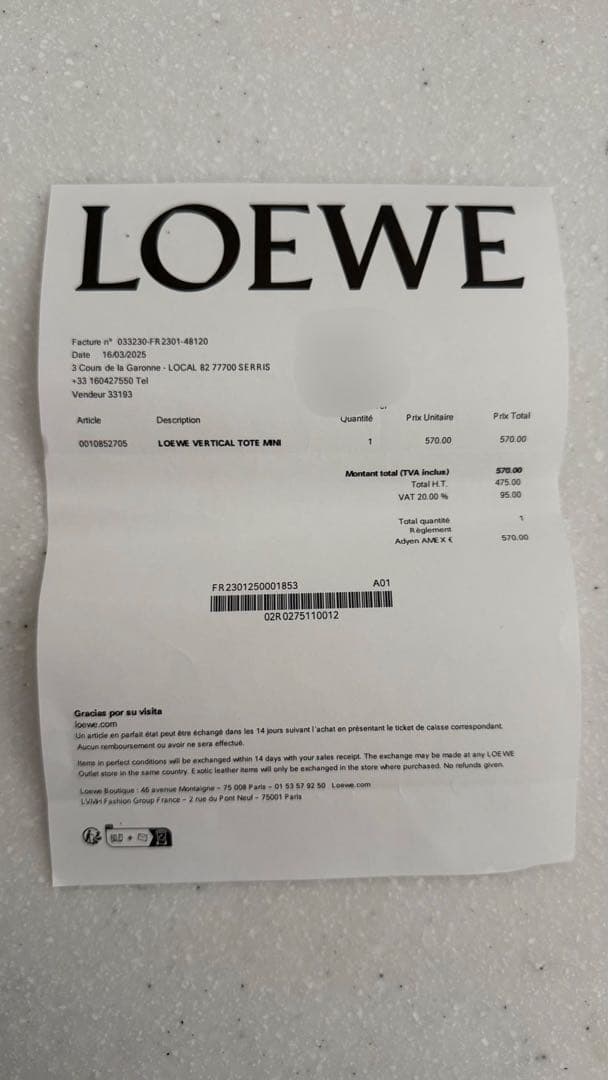 LOEWE
Facture n° 033230-FR2301-48120
Date 16/03/2025
3 Cours de la Garonne - LOCAL 82 77700 SERRIS
+33 160427550 Tel
Vendeur 33193
Article Description Quantité Prix Unitaire Prix Total
0010852705 LOEWE VERTICAL TOTE MINI 1 570.00 570.00
Montant total (TVA inclus) 570.00
Total H.T. 475.00
VAT 20.00 % 95.00
Total quantité 1
Règlement
Adyen AMEX € 570.00
FR2301250001853 A01
02R0275110012
Gracias por su visita
loewe.com
Un article en parfait état peut être échangé dans les 14 jours suivant l'achat en présentant le ticket de caisse correspondant.
Aucun remboursement ou avoir ne sera effectué.
Items in perfect conditions will be exchanged within 14 days with your sales receipt. The exchange may be made at any LOEWE
Outlet store in the same country. Exotic leather items will only be exchanged in the store where purchased. No refunds given.
Loewe Boutique : 46 avenue Montaigne - 75 008 Paris - 01 53 57 92 50 Loewe.com
LVMH Fashion Group France - 2 rue du Pont Neuf - 75001 Paris